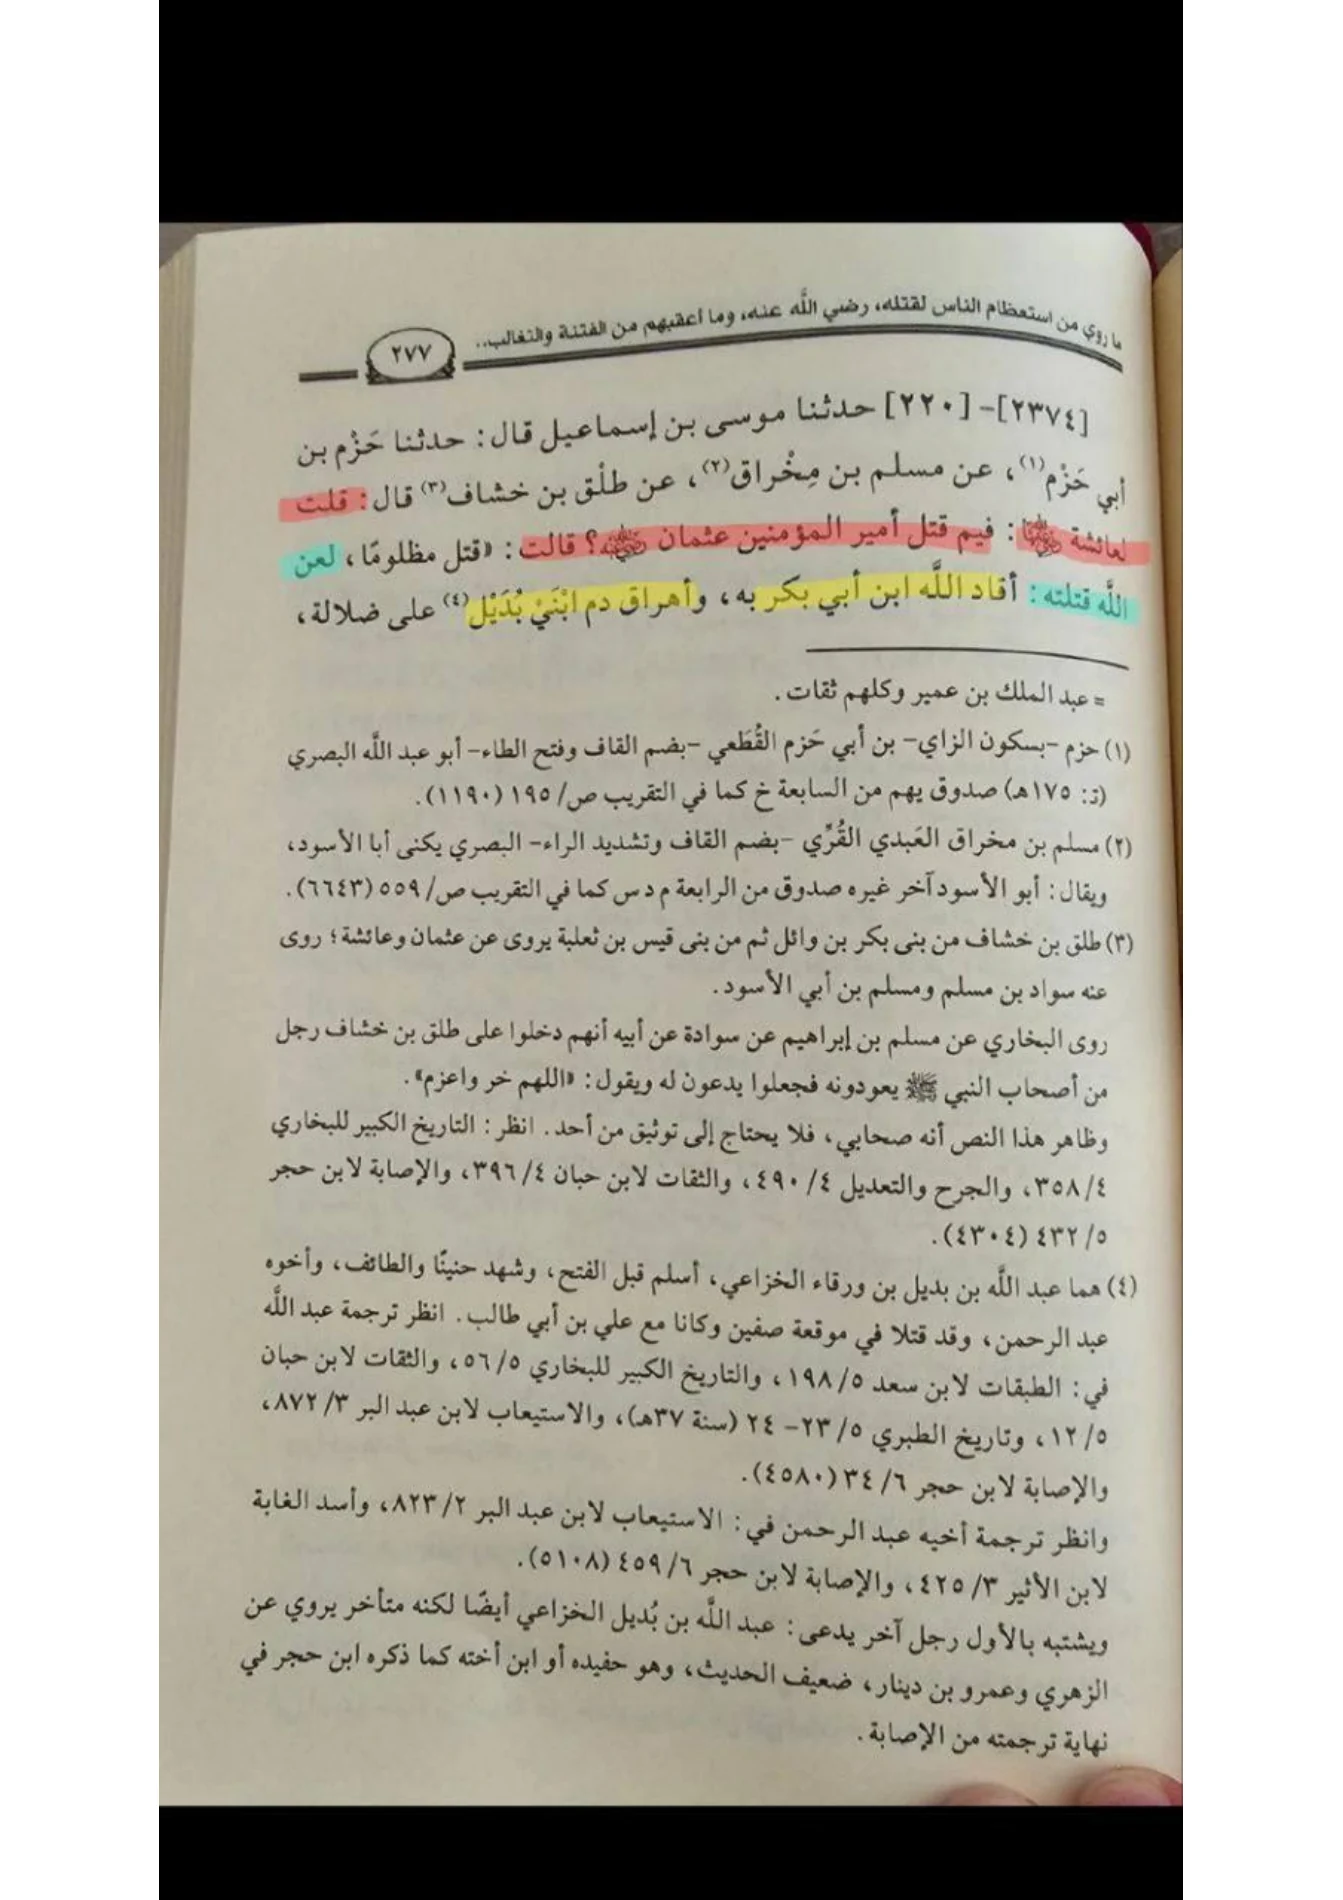 ما روي من استعظام الناس لقتله، رضي اللَّه عنه، وما أعقبهم من الفتنة والتغالب..
٢٧٧
[٢٣٧٤]- [٢٢٠] حدثنا موسى بن إسماعيل قال: حدثنا حَزْم بن
أبي حَزْم(١)، عن مسلم بن مِخْراق(٢)، عن طلْق بن خشاف(٣) قال: قلت
لعائشة رضي الله عنها: فيم قتل أمير المؤمنين عثمان رضي الله عنه؟ قالت: «قتل مظلومًا، لعن
اللَّه قتلته: أقاد اللَّه ابن أبي بكر به، وأهراق دم ابْنَيْ بُدَيْل(٤) على ضلالة،
= عبد الملك بن عمير وكلهم ثقات.
(١) حزم -بسكون الزاي- بن أبي حَزم القُطَعي -بضم القاف وفتح الطاء- أبو عبد اللَّه البصري
(ت: ١٧٥هـ) صدوق يهم من السابعة خ كما في التقريب ص/ ١٩٥ (١١٩٠).
(٢) مسلم بن مخراق العَبدي القُرِّي -بضم القاف وتشديد الراء- البصري يكنى أبا الأسود،
ويقال: أبو الأسود آخر غيره صدوق من الرابعة م د س كما في التقريب ص/ ٥٥٩ (٦٦٤٣).
(٣) طلق بن خشاف من بنى بكر بن وائل ثم من بنى قيس بن ثعلبة يروى عن عثمان وعائشة؛ روى
عنه سواد بن مسلم ومسلم بن أبي الأسود.
روى البخاري عن مسلم بن إبراهيم عن سوادة عن أبيه أنهم دخلوا على طلق بن خشاف رجل
من أصحاب النبي ﷺ يعودونه فجعلوا يدعون له ويقول: «اللهم خر واعزم».
وظاهر هذا النص أنه صحابي، فلا يحتاج إلى توثيق من أحد. انظر: التاريخ الكبير للبخاري
٤/ ٣٥٨، والجرح والتعديل ٤/ ٤٩٠، والثقات لابن حبان ٤/ ٣٩٦، والإصابة لابن حجر
٥/ ٤٣٢ (٤٣٠٤).
(٤) هما عبد اللَّه بن بديل بن ورقاء الخزاعي، أسلم قبل الفتح، وشهد حنينًا والطائف، وأخوه
عبد الرحمن، وقد قتلا في موقعة صفين وكانا مع علي بن أبي طالب. انظر ترجمة عبد اللَّه
في: الطبقات لابن سعد ٥/ ١٩٨، والتاريخ الكبير للبخاري ٥/ ٥٦، والثقات لابن حبان
٥/ ١٢، وتاريخ الطبري ٥/ ٢٣- ٢٤ (سنة ٣٧هـ)، والاستيعاب لابن عبد البر ٣/ ٨٧٢،
والإصابة لابن حجر ٦/ ٣٤ (٤٥٨٠).
وانظر ترجمة أخيه عبد الرحمن في: الاستيعاب لابن عبد البر ٢/ ٨٢٣، وأسد الغابة
لابن الأثير ٣/ ٤٢٥، والإصابة لابن حجر ٦/ ٤٥٩ (٥١٠٨).
ويشتبه بالأول رجل آخر يدعى: عبد اللَّه بن بُديل الخزاعي أيضًا لكنه متأخر يروي عن
الزهري وعمرو بن دينار، ضعيف الحديث، وهو حفيده أو ابن أخته كما ذكره ابن حجر في
نهاية ترجمته من الإصابة.